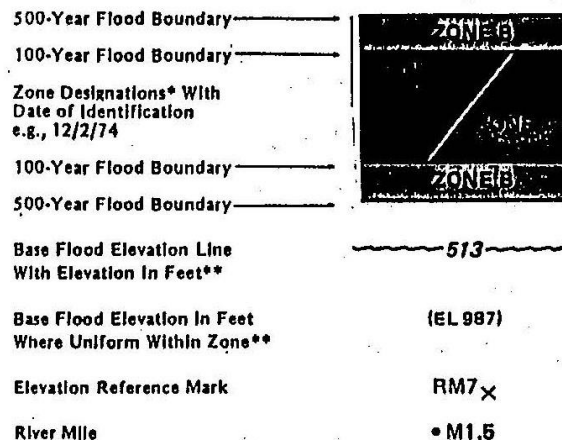 500-Year Flood Boundary
ZONE B
100-Year Flood Boundary
Zone Designations* With
Date of Identification
e.g., 12/2/74
ZONE
100-Year Flood Boundary
ZONE B
500-Year Flood Boundary
Base Flood Elevation Line
With Elevation In Feet**
513
Base Flood Elevation in Feet
Where Uniform Within Zone**
(EL 987)
Elevation Reference Mark
RM7
River Mile
• M1.5